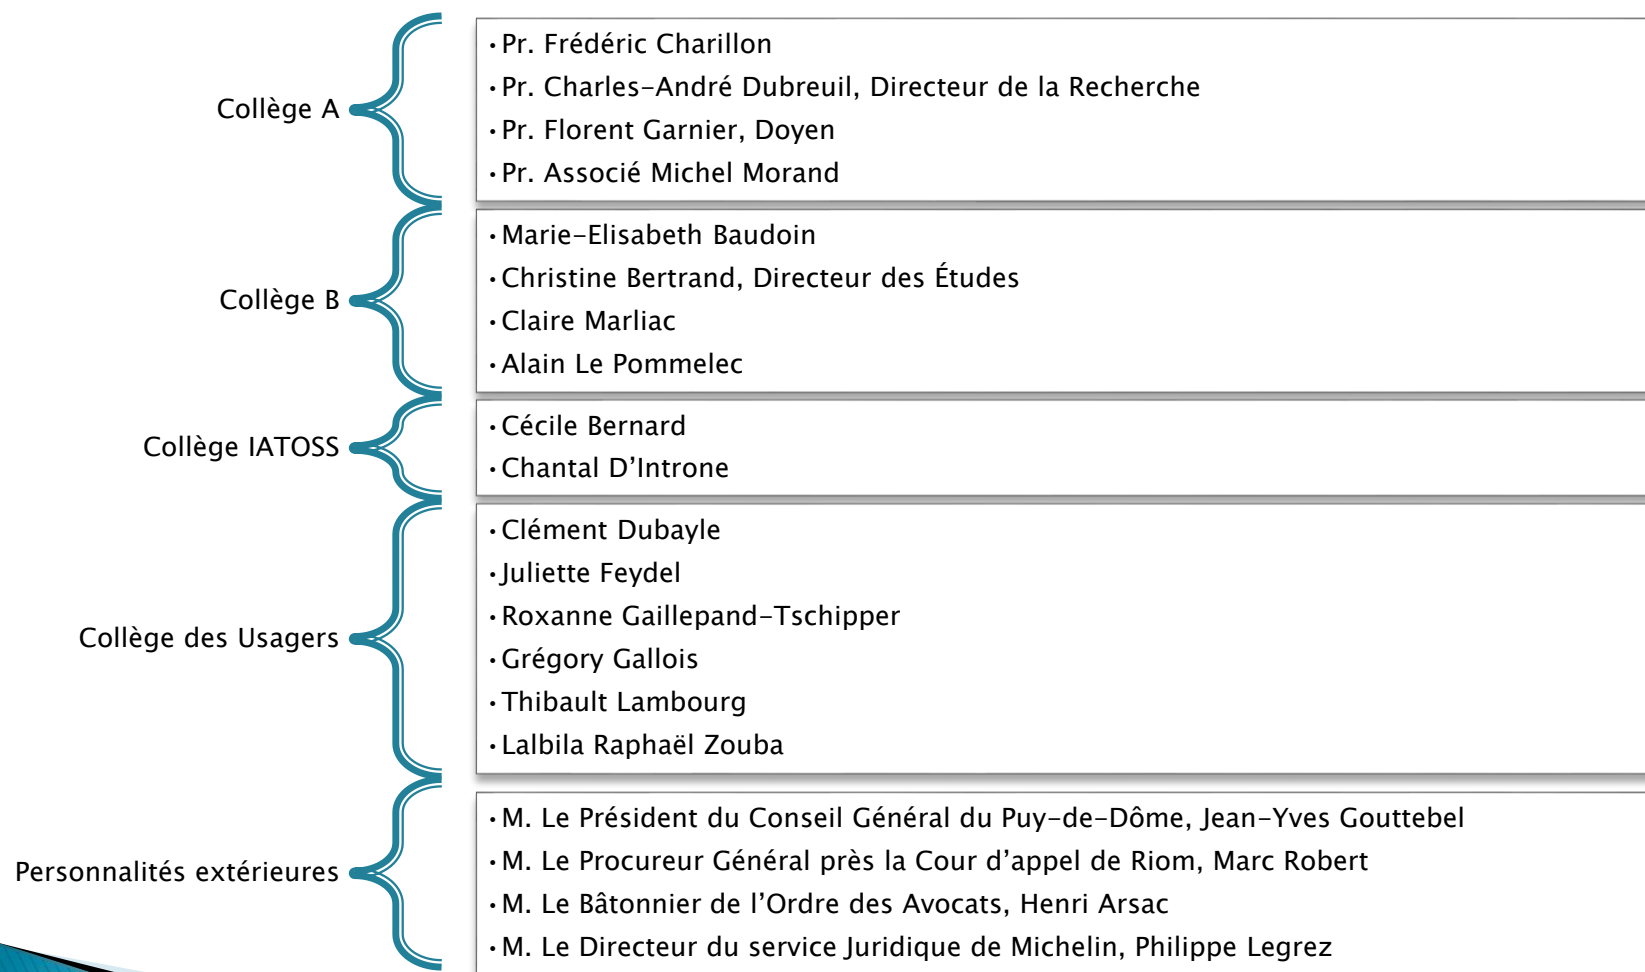 Collège A
•Pr. Frédéric Charillon
•Pr. Charles-André Dubreuil, Directeur de la Recherche
•Pr. Florent Garnier, Doyen
•Pr. Associé Michel Morand
Collège B
•Marie-Elisabeth Baudoin
•Christine Bertrand, Directeur des Études
•Claire Marliac
•Alain Le Pommelec
Collège IATOSS
•Cécile Bernard
•Chantal D’Introne
Collège des Usagers
•Clément Dubayle
•Juliette Feydel
•Roxanne Gaillepand-Tschipper
•Grégory Gallois
•Thibault Lambourg
•Lalbila Raphaël Zouba
Personnalités extérieures
•M. Le Président du Conseil Général du Puy-de-Dôme, Jean-Yves Gouttebel
•M. Le Procureur Général près la Cour d’appel de Riom, Marc Robert
•M. Le Bâtonnier de l’Ordre des Avocats, Henri Arsac
•M. Le Directeur du service Juridique de Michelin, Philippe Legrez